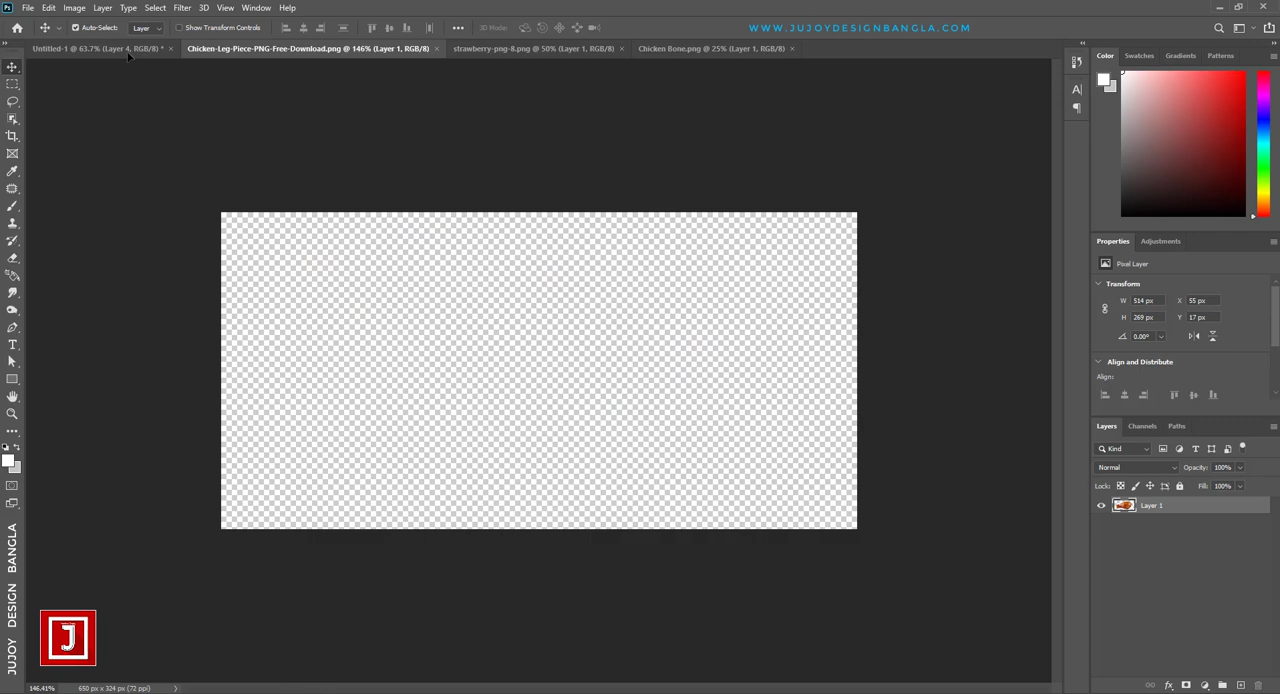 Ps File Edit Image Layer Type Select Filter 3D View Window Help
Auto-Select: Layer Show Transform Controls 3D Mode: WWW.JUJOYDESIGNBANGLA.COM
Untitled-1 @ 63.7% (Layer 4, RGB/8) * × Chicken-Leg-Piece-PNG-Free-Download.png @ 146% (Layer 1, RGB/8) × strawberry-png-8.png @ 50% (Layer 1, RGB/8) × Chicken Bone.png @ 25% (Layer 1, RGB/8) ×
Color Swatches Gradients Patterns
Properties Adjustments
Pixel Layer
Transform
W 514 px X 55 px
H 269 px Y 17 px
0.00°
Align and Distribute
Align:
Layers Channels Paths
Kind
Normal Opacity: 100%
Lock: Fill: 100%
Layer 1
JUJOY DESIGN BANGLA
J
146.41% 650 px x 324 px (72 ppi)